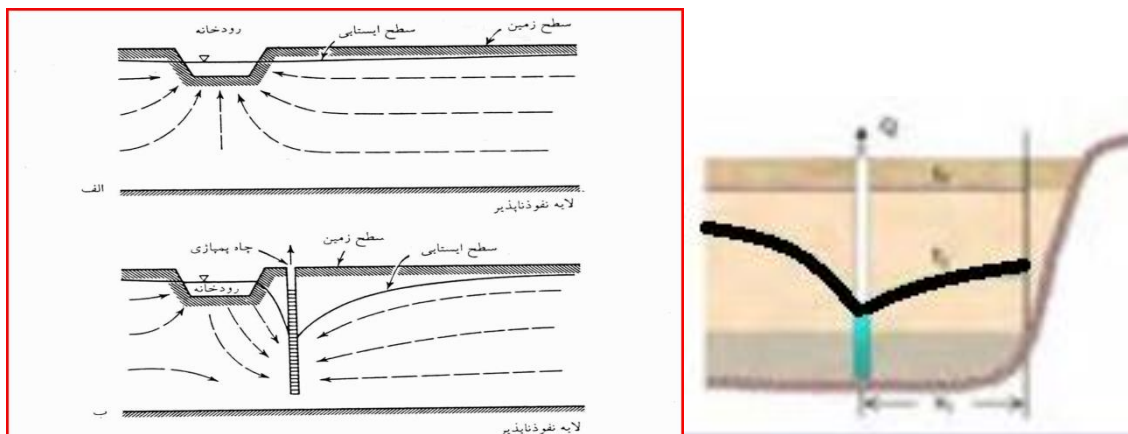 رودخانه
سطح ایستابی
سطح زمین
الف
لایه نفوذناپذیر
چاه پمپاژی
سطح زمین
سطح ایستابی
رودخانه
ب
لایه نفوذناپذیر
Q